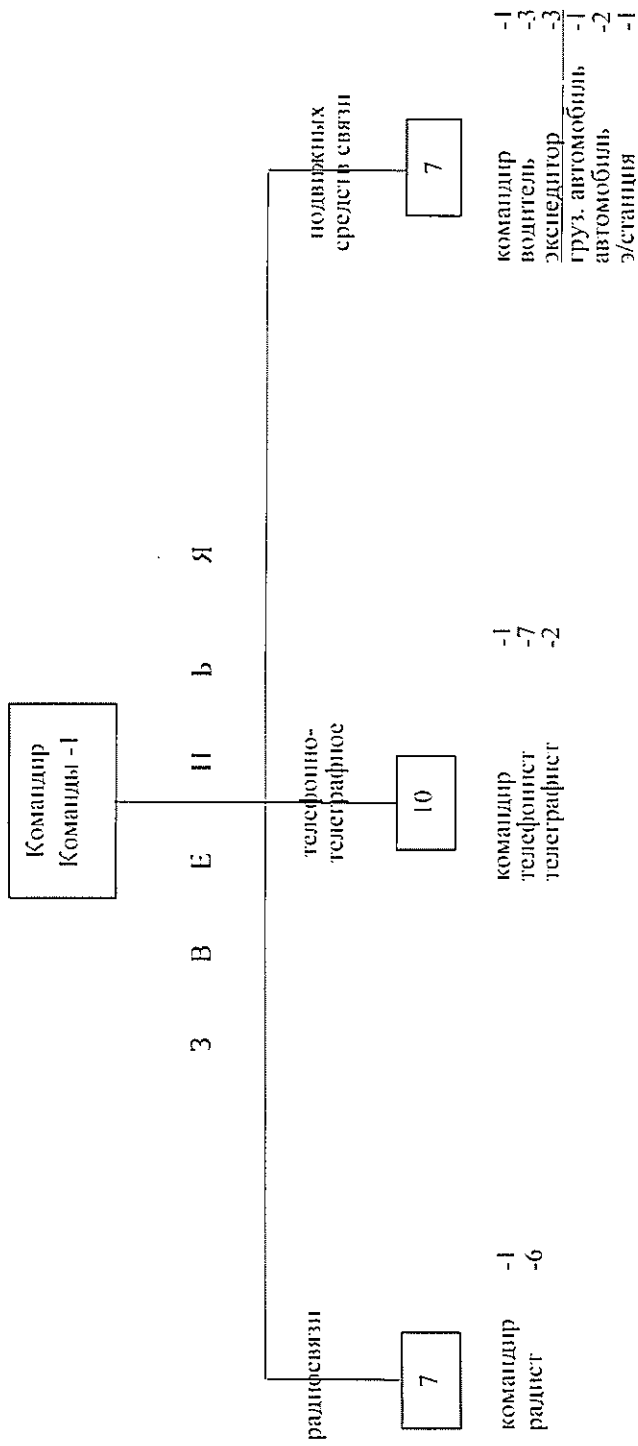 Командир
Команды -1
З В Е Н Ь Я
радиосвязи
7
командир -1
радист -6
телефонно-
телеграфное
10
командир -1
телефонист -7
телеграфист -2
подвижных
средств связи
7
командир -1
водитель -3
экспедитор -3
груз. автомобиль -1
автомобиль -2
э/станция -1